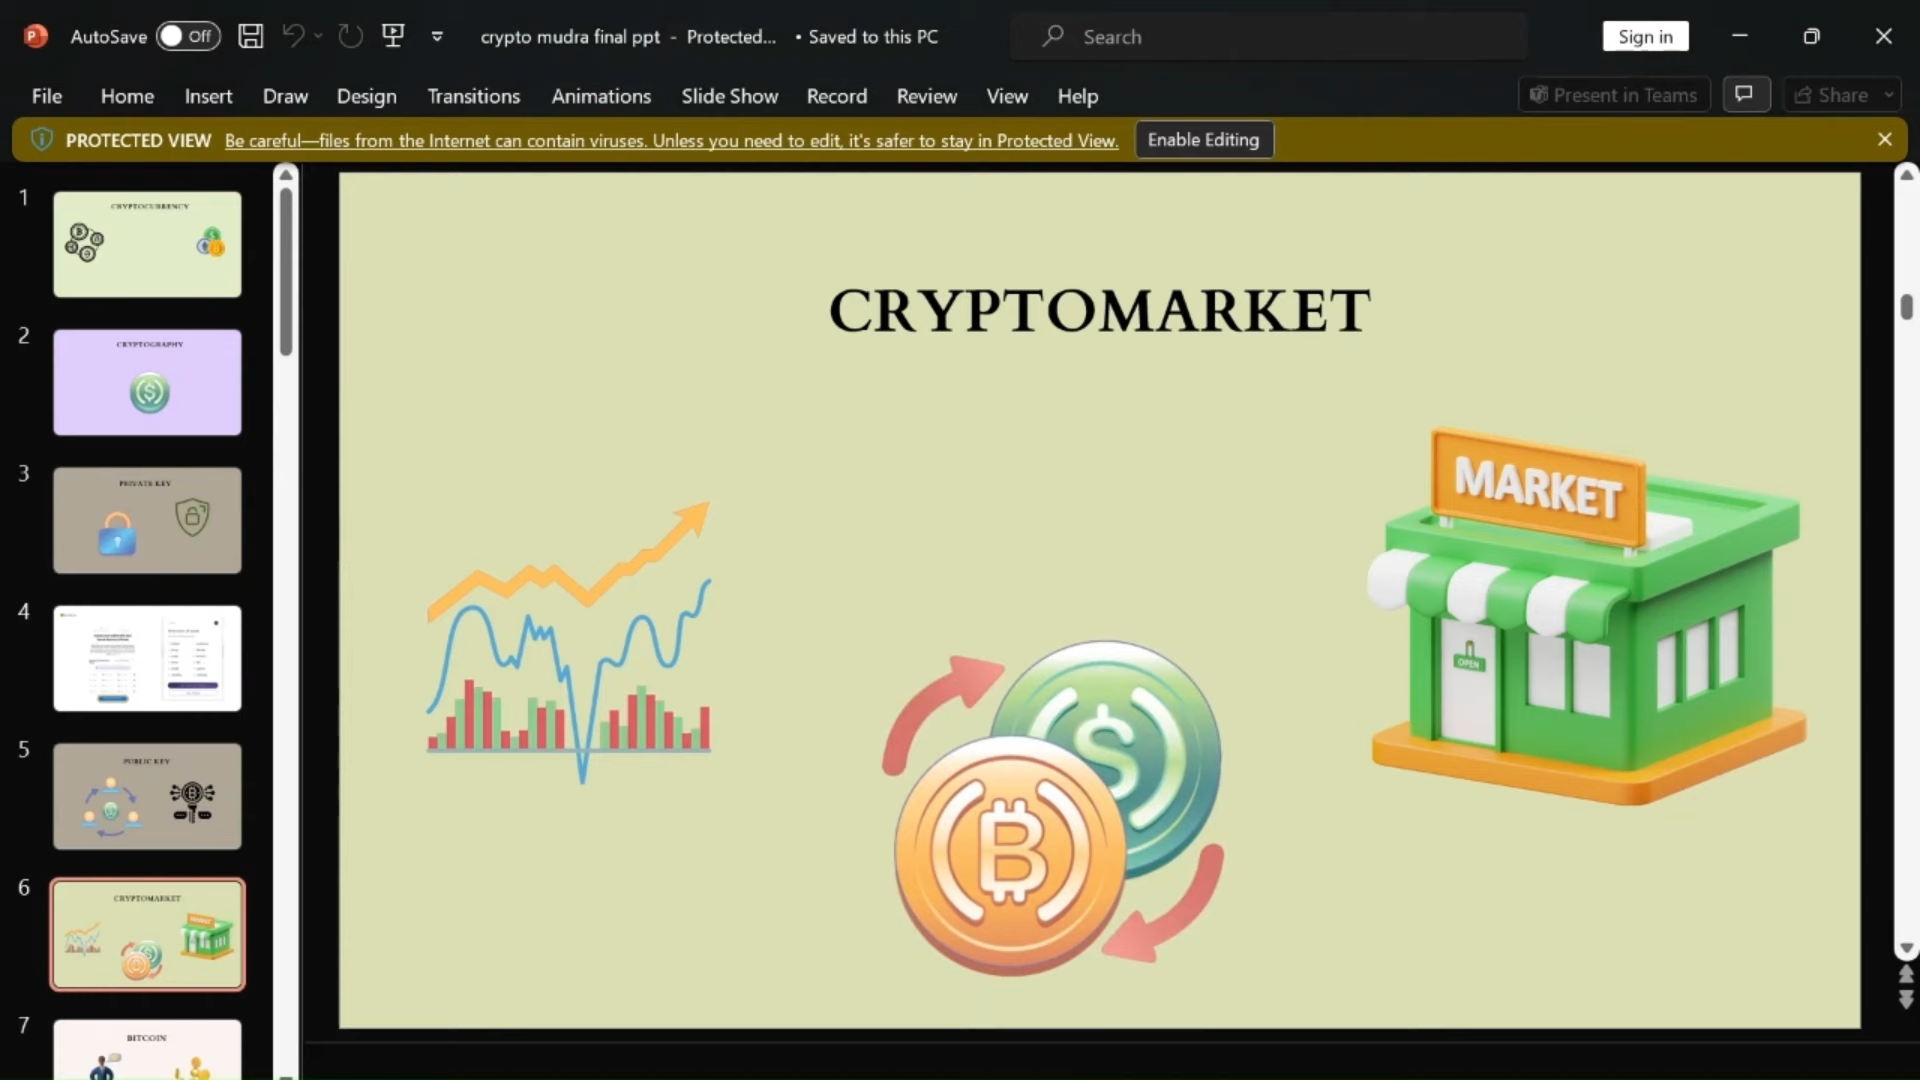 AutoSave Off crypto mudra final ppt - Protected... • Saved to this PC Search Sign in
File Home Insert Draw Design Transitions Animations Slide Show Record Review View Help Present in Teams Share
PROTECTED VIEW Be careful—files from the Internet can contain viruses. Unless you need to edit, it's safer to stay in Protected View. Enable Editing
1
CRYPTOCURRENCY
2
CRYPTOGRAPHY
3
PRIVATE KEY
4
5
PUBLIC KEY
6
CRYPTOMARKET
MARKET
7
BITCOIN
CRYPTOMARKET
MARKET
OPEN